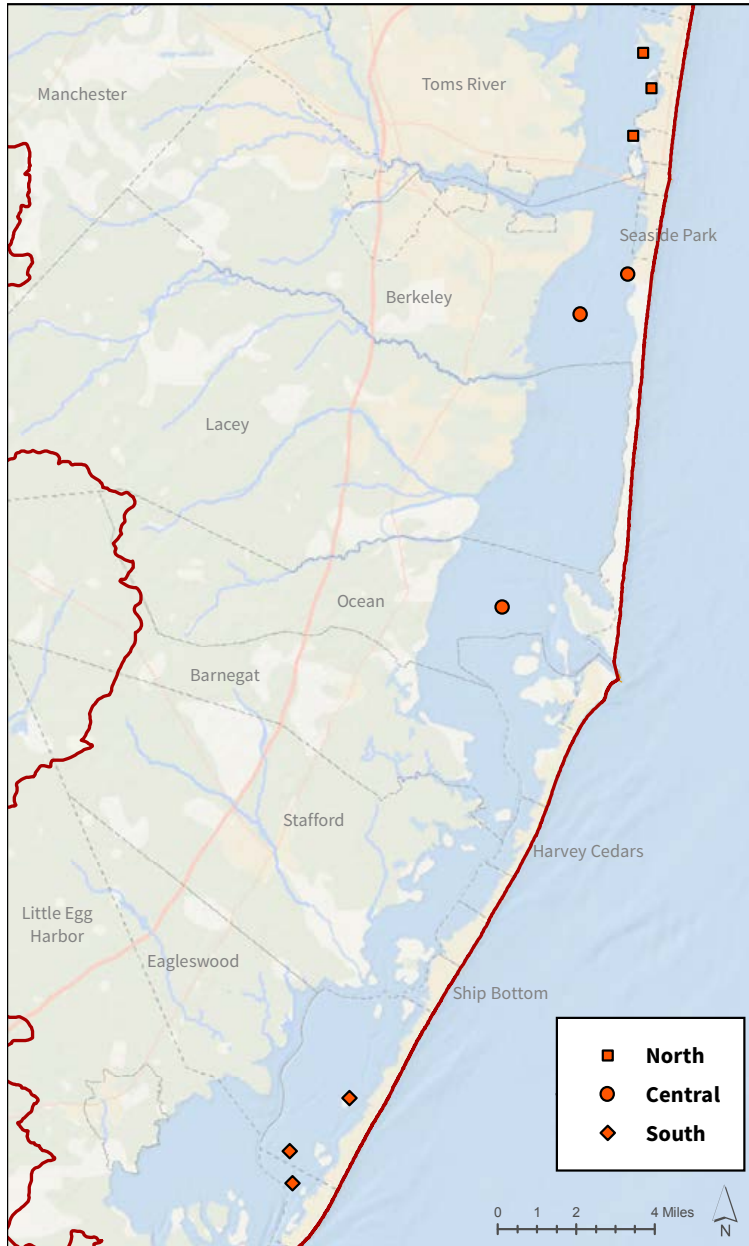 Toms River
Manchester
Seaside Park
Berkeley
Lacey
Ocean
Barnegat
Stafford
Harvey Cedars
Little Egg
Harbor
Eagleswood
Ship Bottom
North
Central
South
0 1 2 4 Miles
N